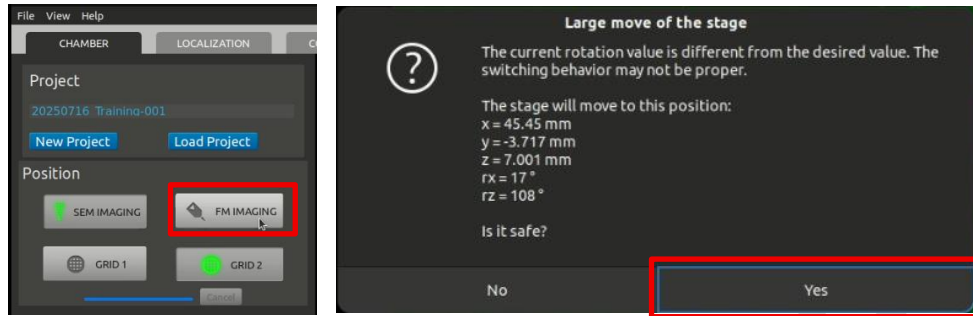 File View Help
CHAMBER LOCALIZATION
Project
20250716 Training-001
New Project Load Project
Position
SEM IMAGING FM IMAGING
GRID 1 GRID 2
Cancel
Large move of the stage
The current rotation value is different from the desired value. The
switching behavior may not be proper.
The stage will move to this position:
x = 45.45 mm
y = -3.717 mm
z = 7.001 mm
rx = 17 °
rz = 108 °
Is it safe?
No Yes